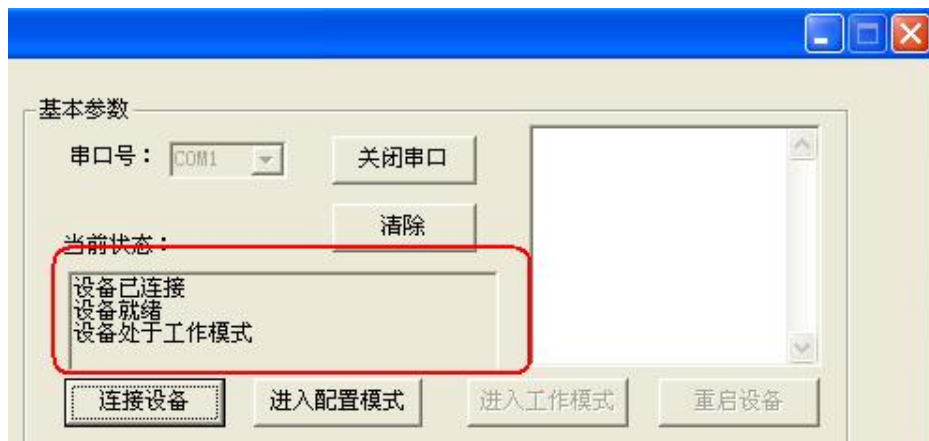 基本参数
串口号： COM1 关闭串口
清除
当前状态：
设备已连接
设备就绪
设备处于工作模式
连接设备 进入配置模式 进入工作模式 重启设备